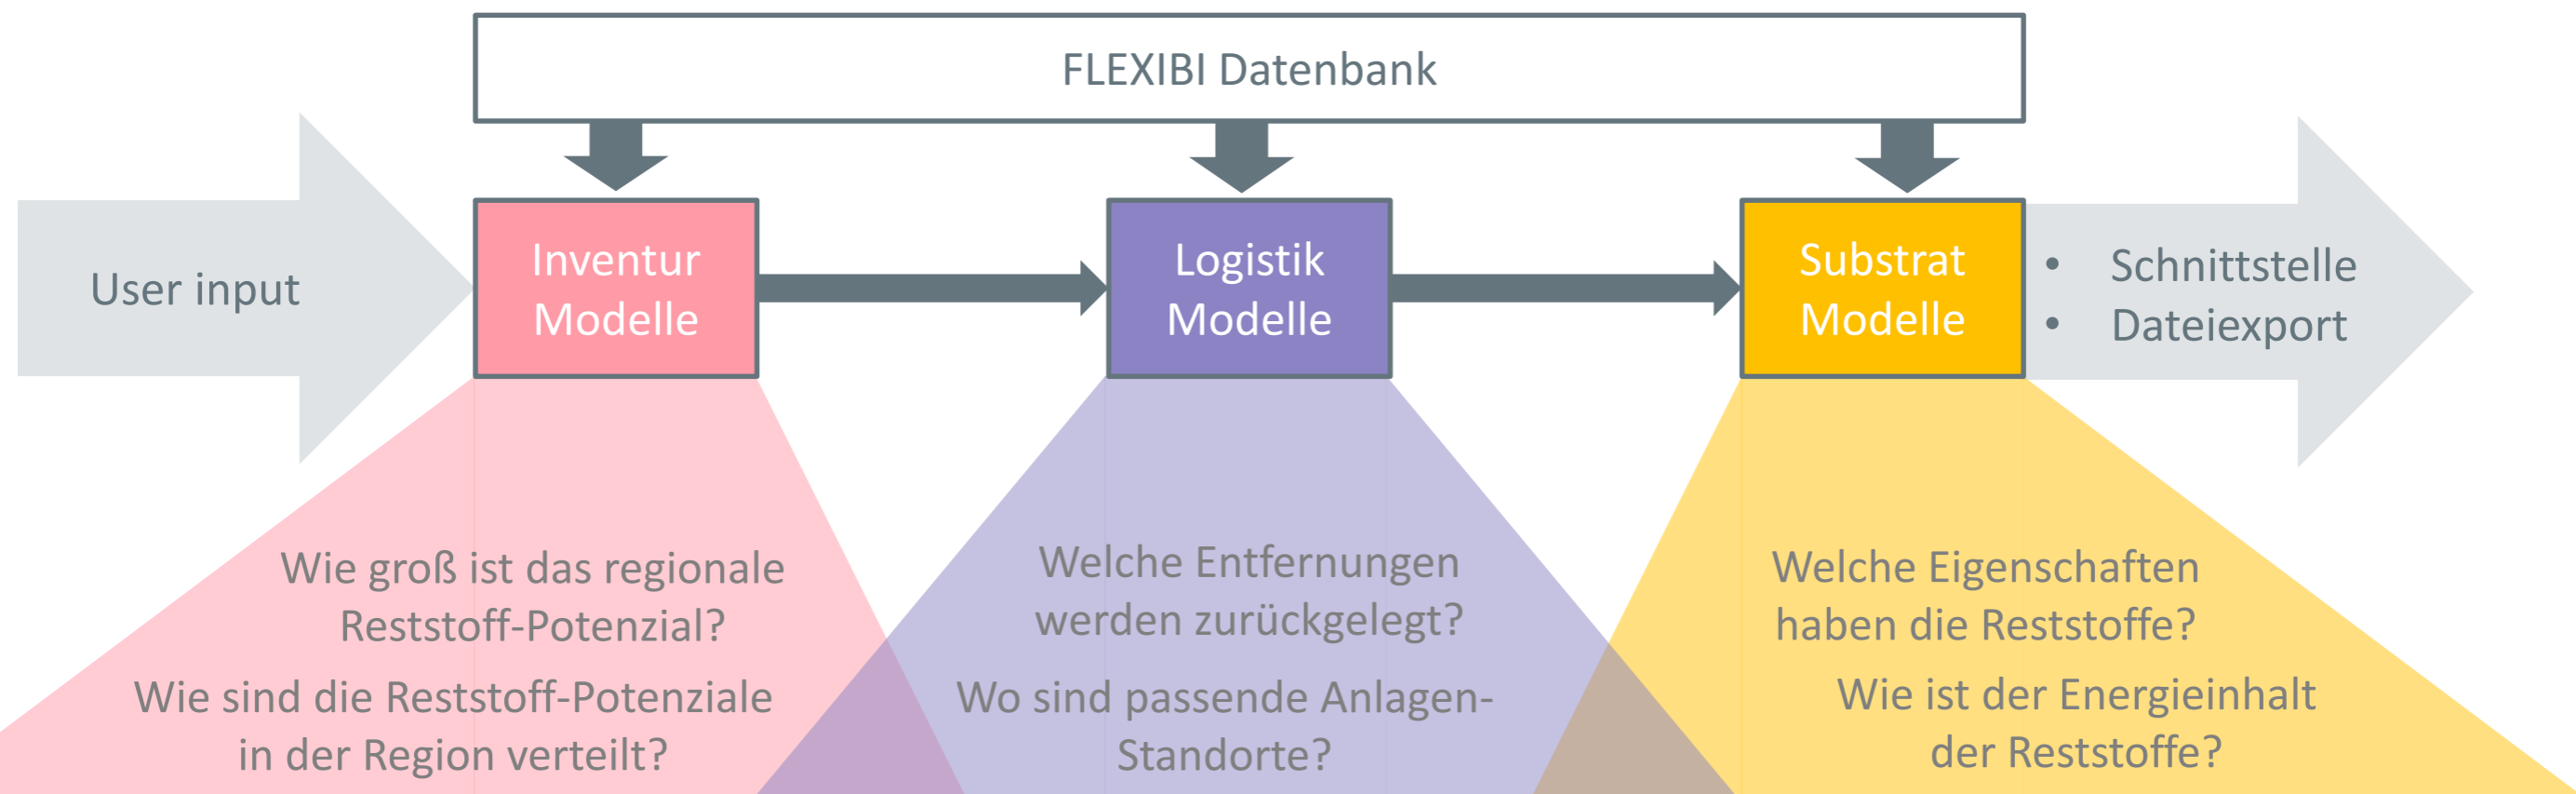 FLEXIBI Datenbank
User input
Inventur
Modelle
Logistik
Modelle
Substrat
Modelle
• Schnittstelle
• Dateiexport
Wie groß ist das regionale
Reststoff-Potenzial?
Wie sind die Reststoff-Potenziale
in der Region verteilt?
Welche Entfernungen
werden zurückgelegt?
Wo sind passende Anlagen-
Standorte?
Welche Eigenschaften
haben die Reststoffe?
Wie ist der Energieinhalt
der Reststoffe?